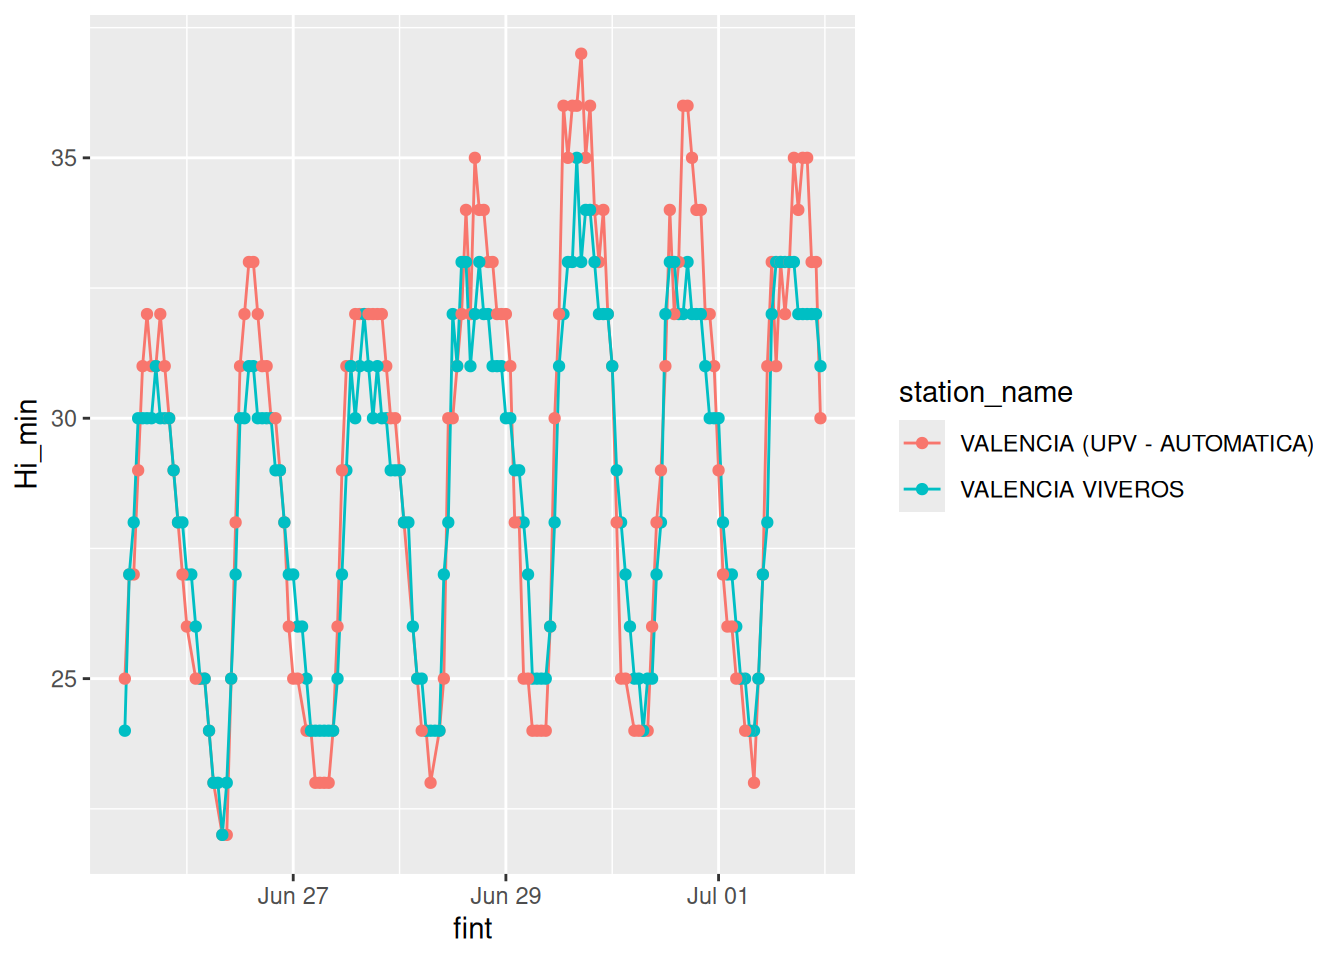 35
30
25
Hi_min
Jun 27
Jun 29
Jul 01
fint
station_name
VALENCIA (UPV - AUTOMATICA)
VALENCIA VIVEROS